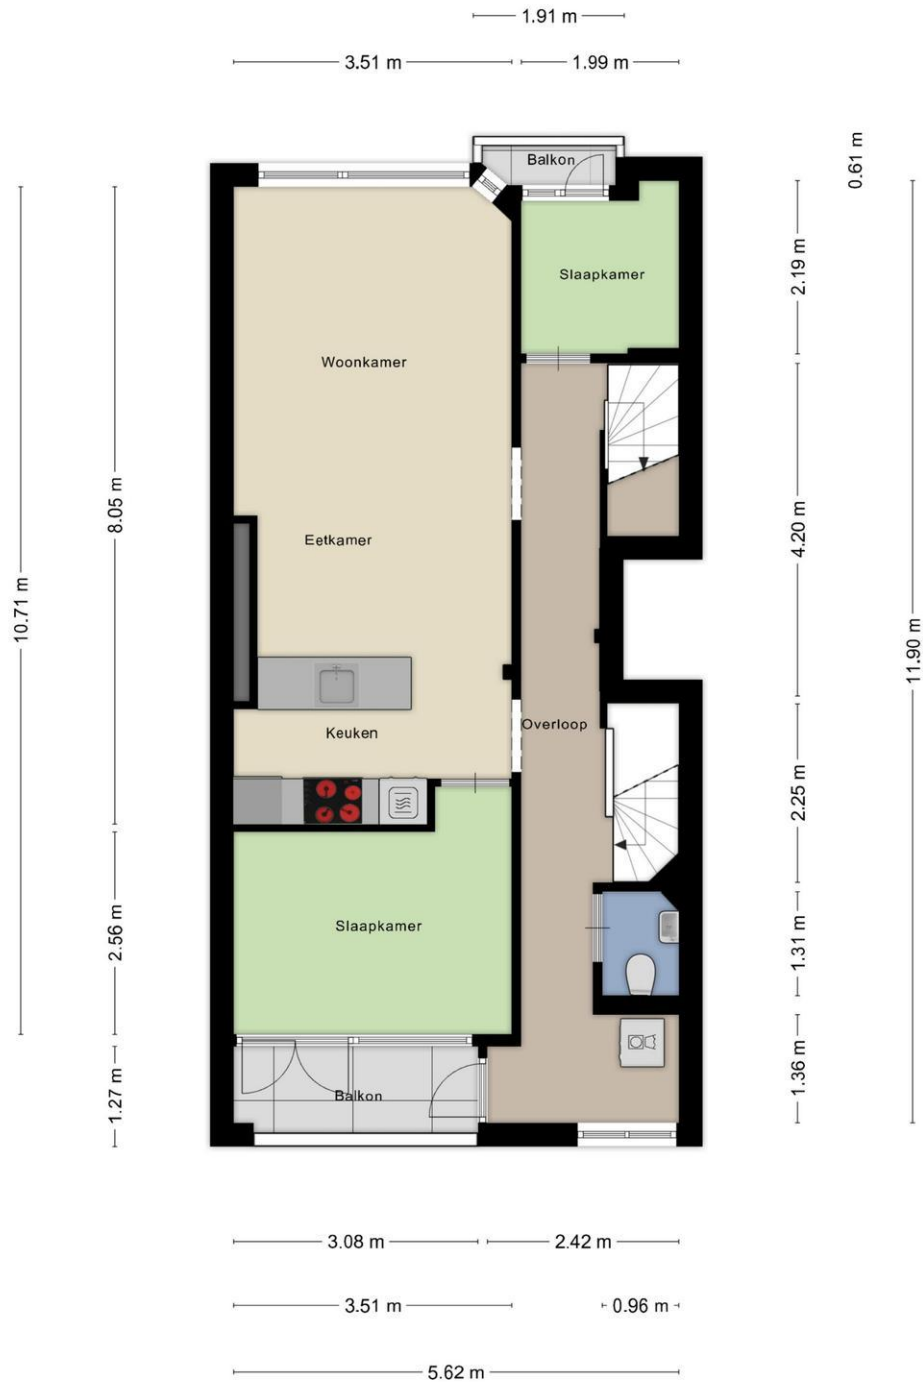 1.91 m
3.51 m
1.99 m
0.61 m
Balkon
Slaapkamer
2.19 m
Woonkamer
8.05 m
Eetkamer
4.20 m
10.71 m
11.90 m
Keuken
Overloop
2.25 m
Slaapkamer
2.56 m
1.31 m
1.36 m
Balkon
1.27 m
3.08 m
2.42 m
3.51 m
0.96 m
5.62 m